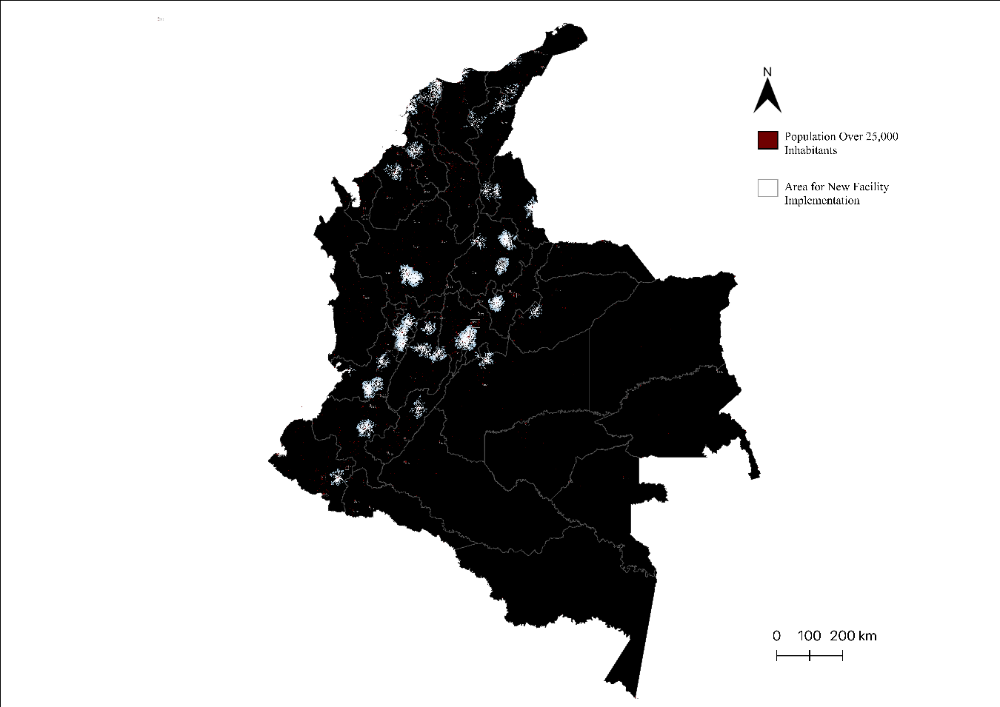 N
Population Over 25,000
Inhabitants
Area for New Facility
Implementation
0 100 200 km